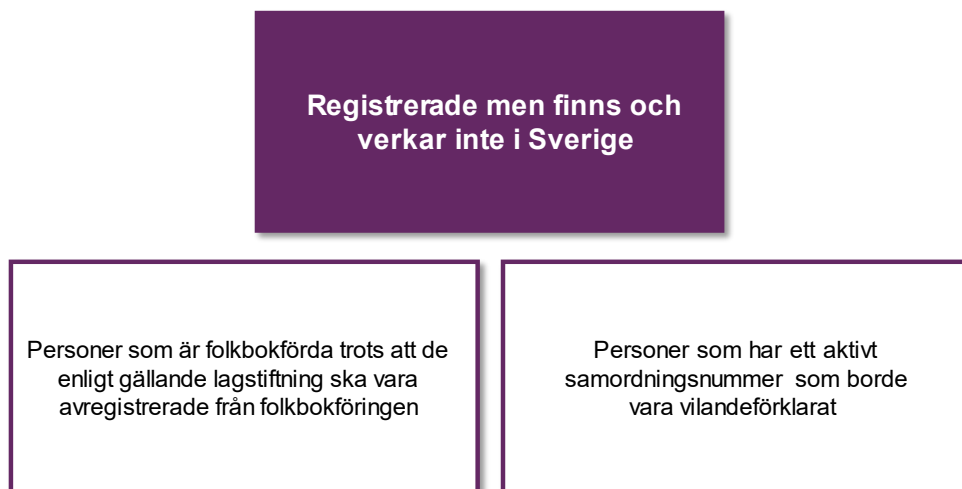 Registrerade men finns och
verkar inte i Sverige
Personer som är folkbokförda trots att de
enligt gällande lagstiftning ska vara
avregistrerade från folkbokföringen
Personer som har ett aktivt
samordningsnummer som borde
vara vilandeförklarat